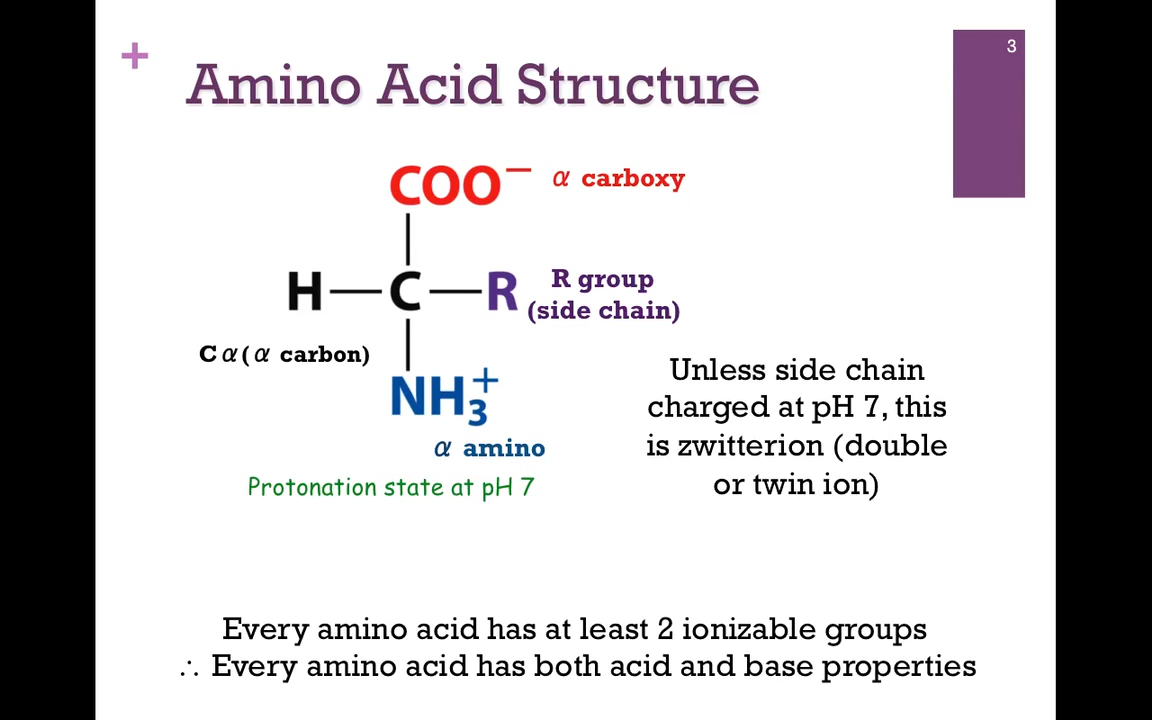 +
3
Amino Acid Structure
COO⁻ α carboxy
H—C—R R group
(side chain)
Cα(α carbon)
NH₃⁺
α amino
Protonation state at pH 7
Unless side chain
charged at pH 7, this
is zwitterion (double
or twin ion)
Every amino acid has at least 2 ionizable groups
∴ Every amino acid has both acid and base properties